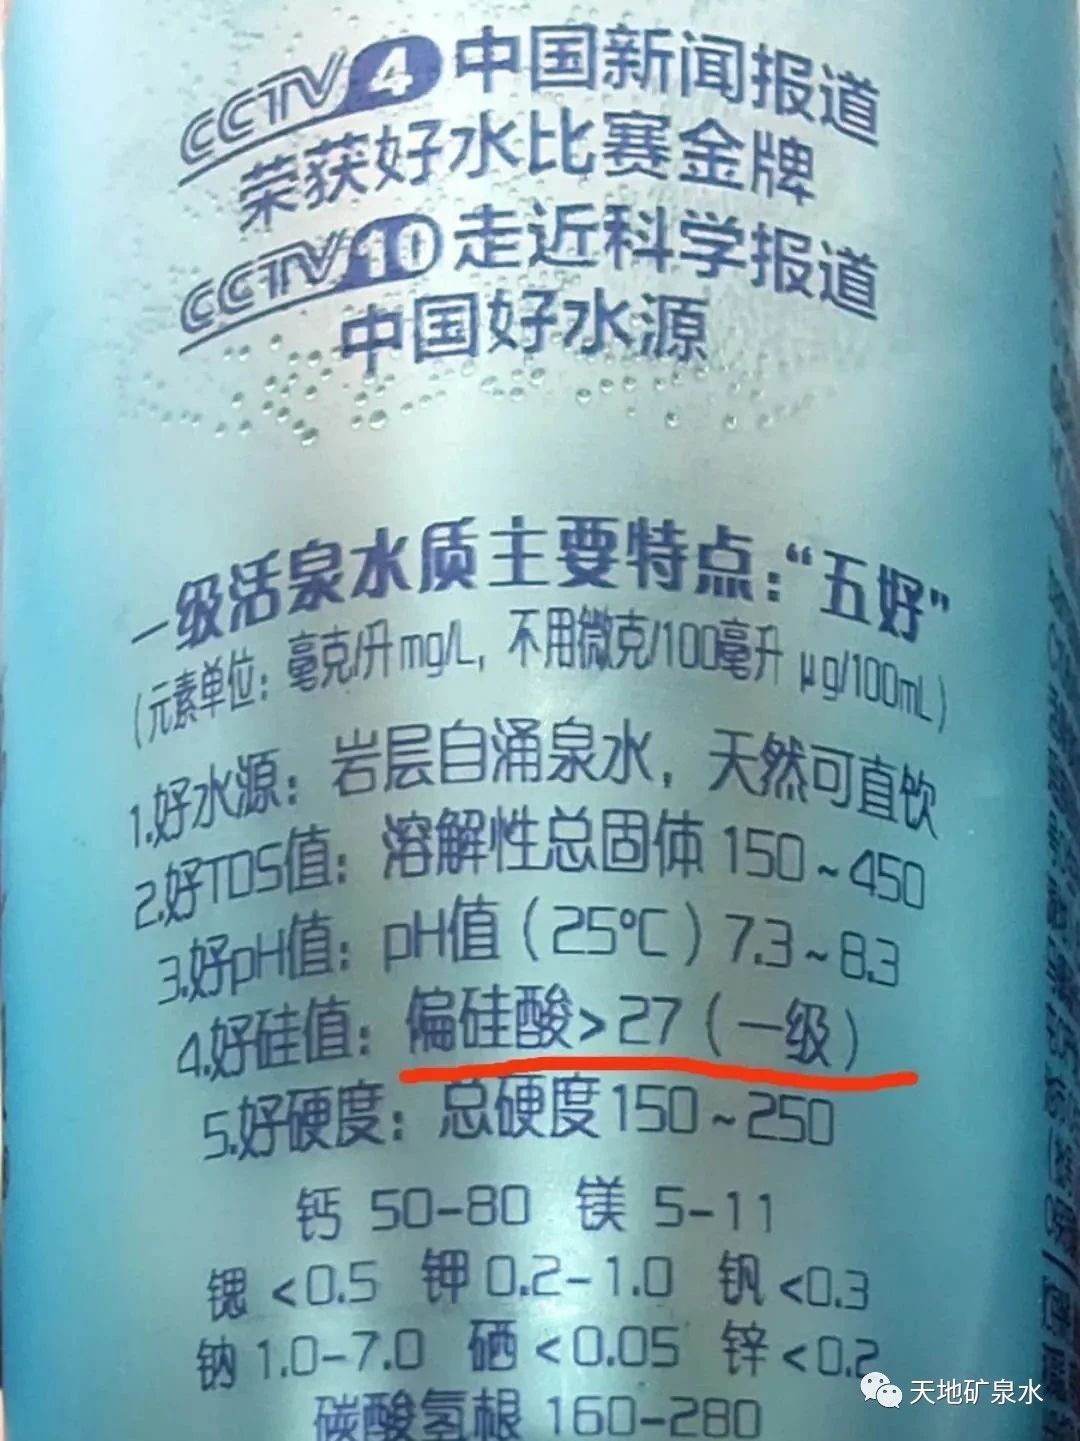 CCTV4 中国新闻报道
荣获好水比赛金牌
CCTV10 走近科学报道
中国好水源
一级活泉水质主要特点：“五好”
（元素单位：毫克/升 mg/L，不用微克/100毫升 μg/100mL）
1.好水源：岩层自涌泉水，天然可直饮
2.好TDS值：溶解性总固体 150~450
3.好pH值：pH值（25℃）7.3~8.3
4.好硅值：偏硅酸>27（一级）
5.好硬度：总硬度150~250
钙 50-80 镁 5-11
锶 <0.5 钾 0.2-1.0 钒 <0.3
钠 1.0-7.0 硒 <0.05 锌 <0.2
碳酸氢根 160-280
天地矿泉水